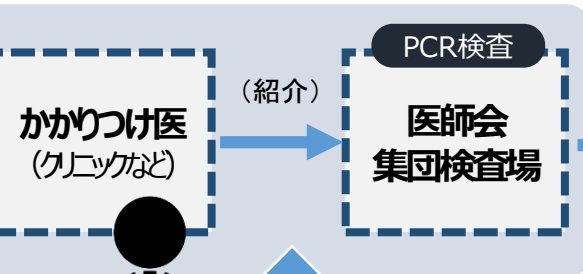 PCR検査
(紹介)
かかりつけ医
(クリニックなど)
医師会
集団検査場